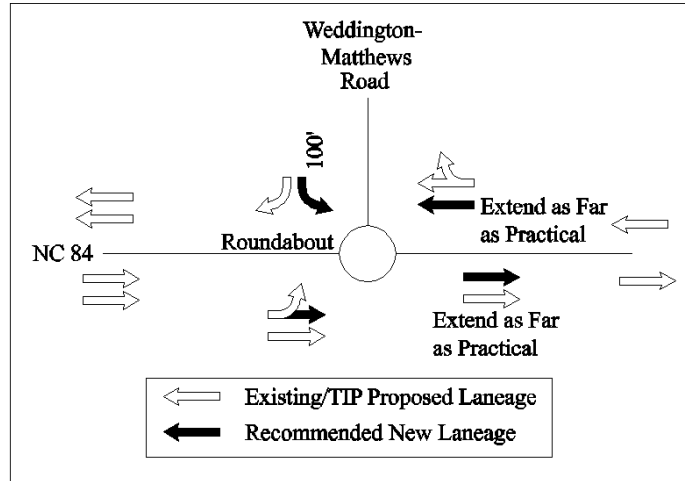 Weddington-
Matthews
Road
100'
Extend as Far
as Practical
Roundabout
NC 84
Extend as Far
as Practical
Existing/TIP Proposed Laneage
Recommended New Laneage